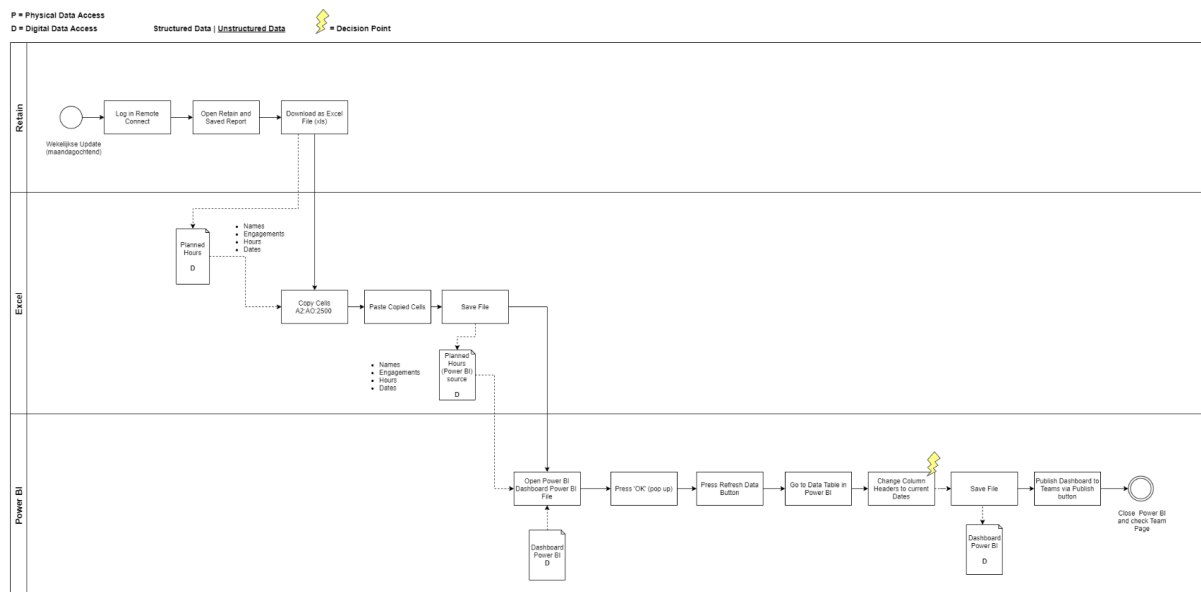 P = Physical Data Access
D = Digital Data Access
Structured Data | Unstructured Data
= Decision Point
Retain
Wekelijkse Update
(maandagochtend)
Log in Remote
Connect
Open Retain and
Saved Report
Download as Excel
File (xls)
Excel
Planned
Hours
D
Names
Engagements
Hours
Dates
Copy Cells
A2:AO:2500
Paste Copied Cells
Save File
Names
Engagements
Hours
Dates
Planned
Hours
(Power BI)
source
D
Power BI
Open Power BI
Dashboard Power BI
File
Press 'OK' (pop up)
Press Refresh Data
Button
Go to Data Table in
Power BI
Change Column
Headers to current
Dates
Save File
Publish Dashboard to
Teams via Publish
button
Close Power BI
and check Team
Page
Dashboard
Power BI
D
Dashboard
Power BI
D